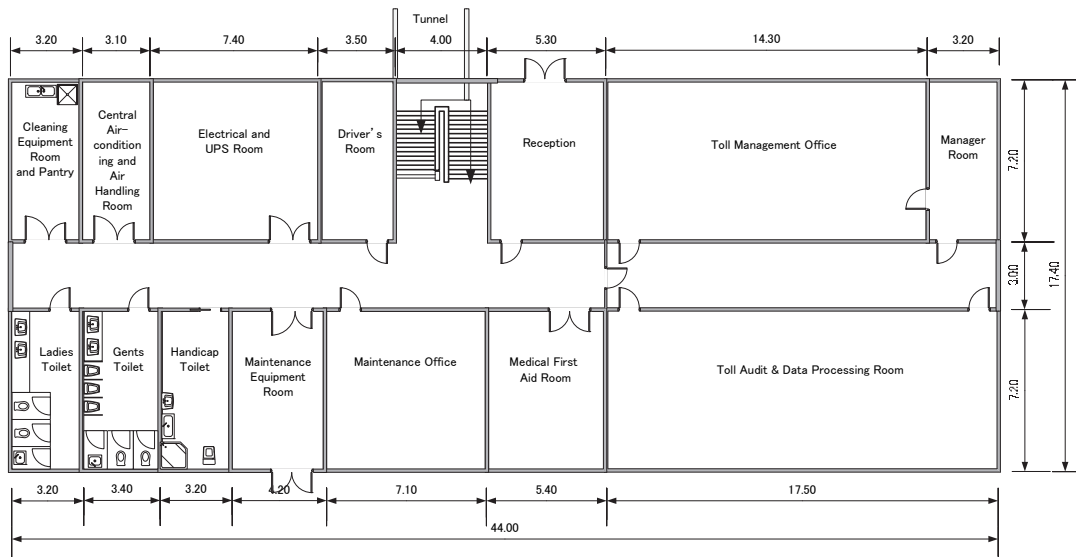 Tunnel
3.20
3.10
7.40
3.50
4.00
5.30
14.30
3.20
Cleaning
Equipment
Room
and Pantry
Central
Air-
condition
ing and
Air
Handling
Room
Electrical and
UPS Room
Driver's
Room
Reception
Toll Management Office
Manager
Room
7.20
3.00
17.40
7.20
Ladies
Toilet
Gents
Toilet
Handicap
Toilet
Maintenance
Equipment
Room
Maintenance Office
Medical First
Aid Room
Toll Audit & Data Processing Room
3.20
3.40
3.20
4.20
7.10
5.40
17.50
44.00